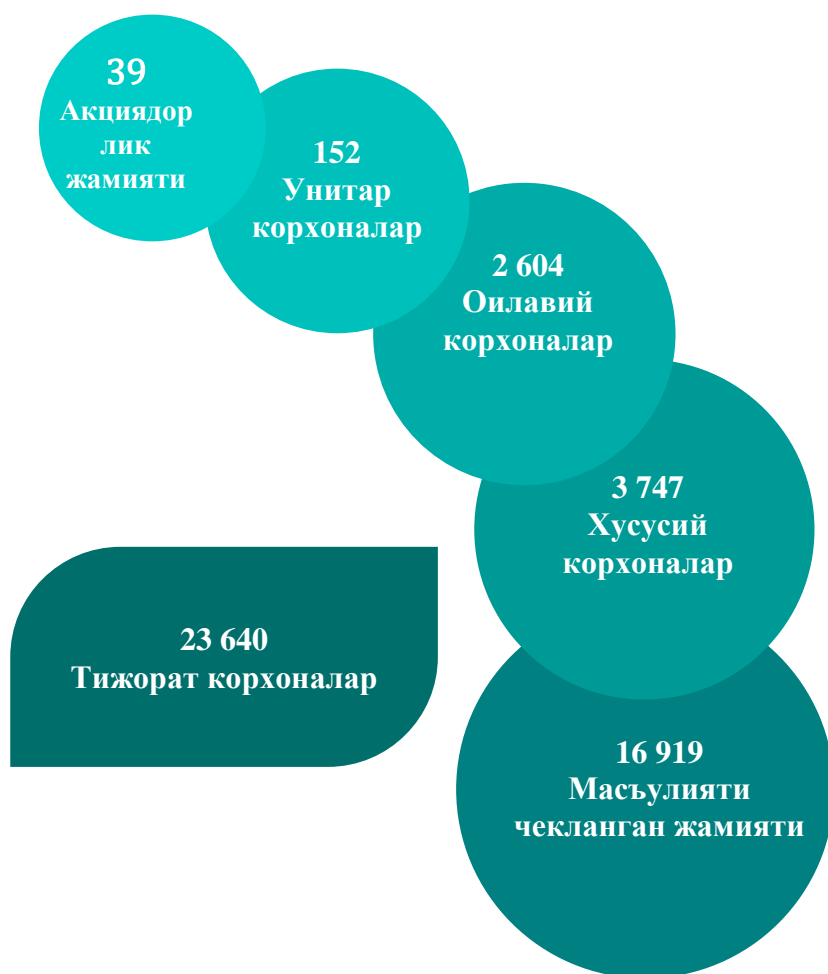 39
Акциядор
лик
жамияти
152
Унитар
корхоналар
2 604
Оилавий
корхоналар
3 747
Хусусий
корхоналар
23 640
Тижорат корхоналар
16 919
Масъулияти
чекланган жамияти